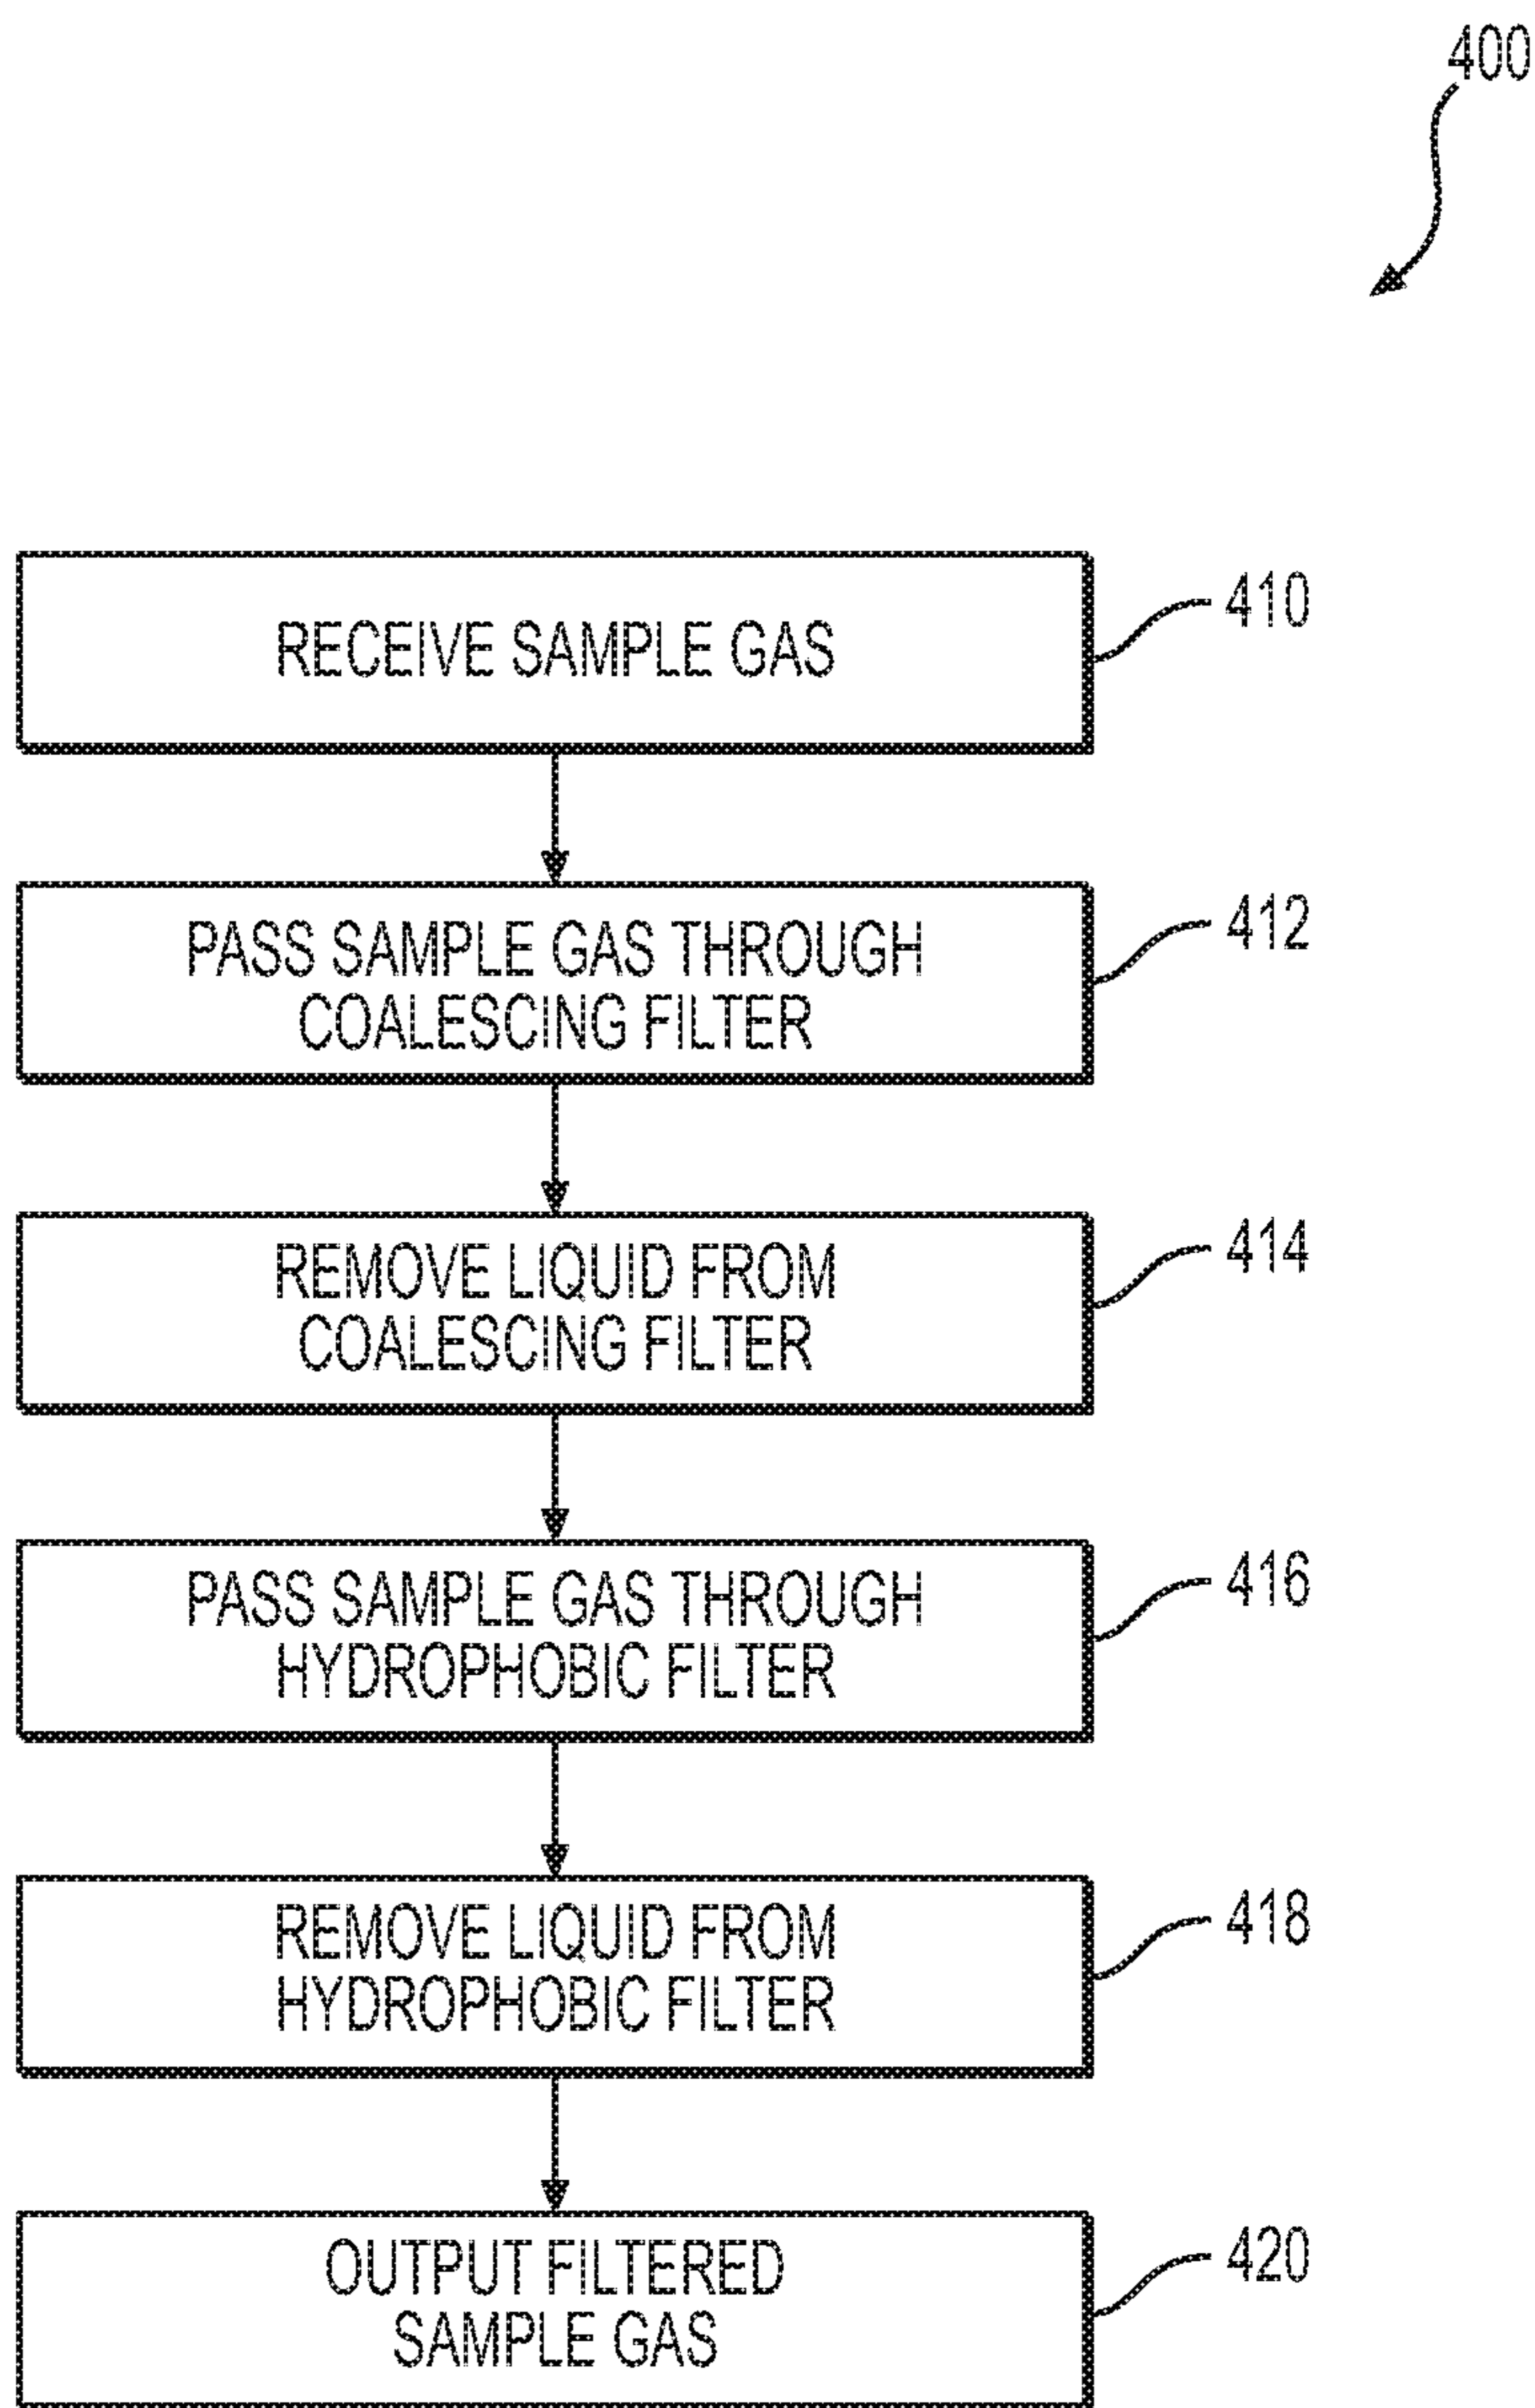 400
RECEIVE SAMPLE GAS
410
PASS SAMPLE GAS THROUGH
COALESCING FILTER
412
REMOVE LIQUID FROM
COALESCING FILTER
414
PASS SAMPLE GAS THROUGH
HYDROPHOBIC FILTER
416
REMOVE LIQUID FROM
HYDROPHOBIC FILTER
418
OUTPUT FILTERED
SAMPLE GAS
420